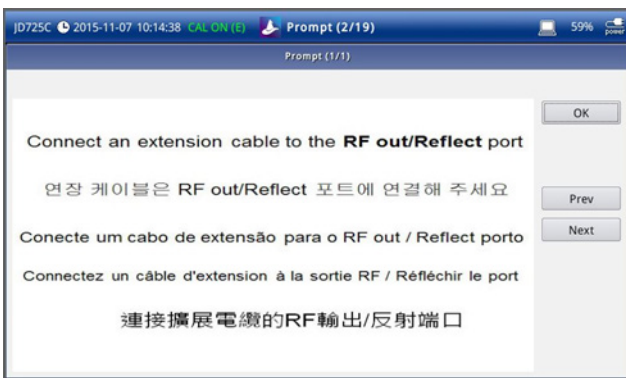 JD725C 2015-11-07 10:14:38 CAL ON (E) Prompt (2/19) 59% power
Prompt (1/1)
OK
Connect an extension cable to the RF out/Reflect port
연장 케이블은 RF out/Reflect 포트에 연결해 주세요
Prev
Next
Conecte um cabo de extensão para o RF out / Reflect porto
Connectez un câble d'extension à la sortie RF / Réfléchir le port
連接擴展電纜的RF輸出/反射端口